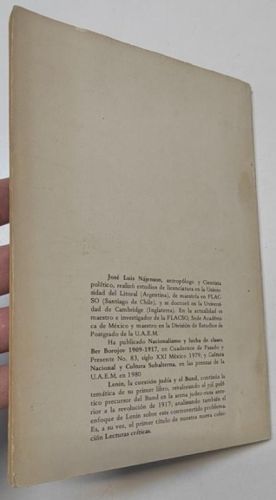 José Luis Nájenson, antropólogo y Cientista
político, realizó estudios de licenciatura en la Univer-
sidad del Litoral (Argentina), de maestría en FLAC-
SO (Santiago de Chile), y se doctoró en la Universi-
dad de Cambridge (Inglaterra). En la actualidad es
maestro e investigador de la FLACSO, Sede Académi-
ca de México y maestro en la División de Estudios de
Postgrado de la U.A.E.M.
Ha publicado Nacionalismo y lucha de clases.
Ber Borojov 1905-1917, en Cuadernos de Pasado y
Presente No. 83, siglo XXI México 1979, y Cultura
Nacional y Cultura Subalterna, en las prensas de la
U.A.E.M. en 1980
Lenin, la cuestión judía y el Bund, continúa la
temática de su primer libro, revalorando el rol polí-
tico precursor del Bund en la arena judeo-rusa ante-
rior a la revolución de 1917; analizando también el
enfoque de Lenin sobre este controvertido problema.
Es, a su vez, el primer título de nuestra nueva co-
lección Lecturas críticas.